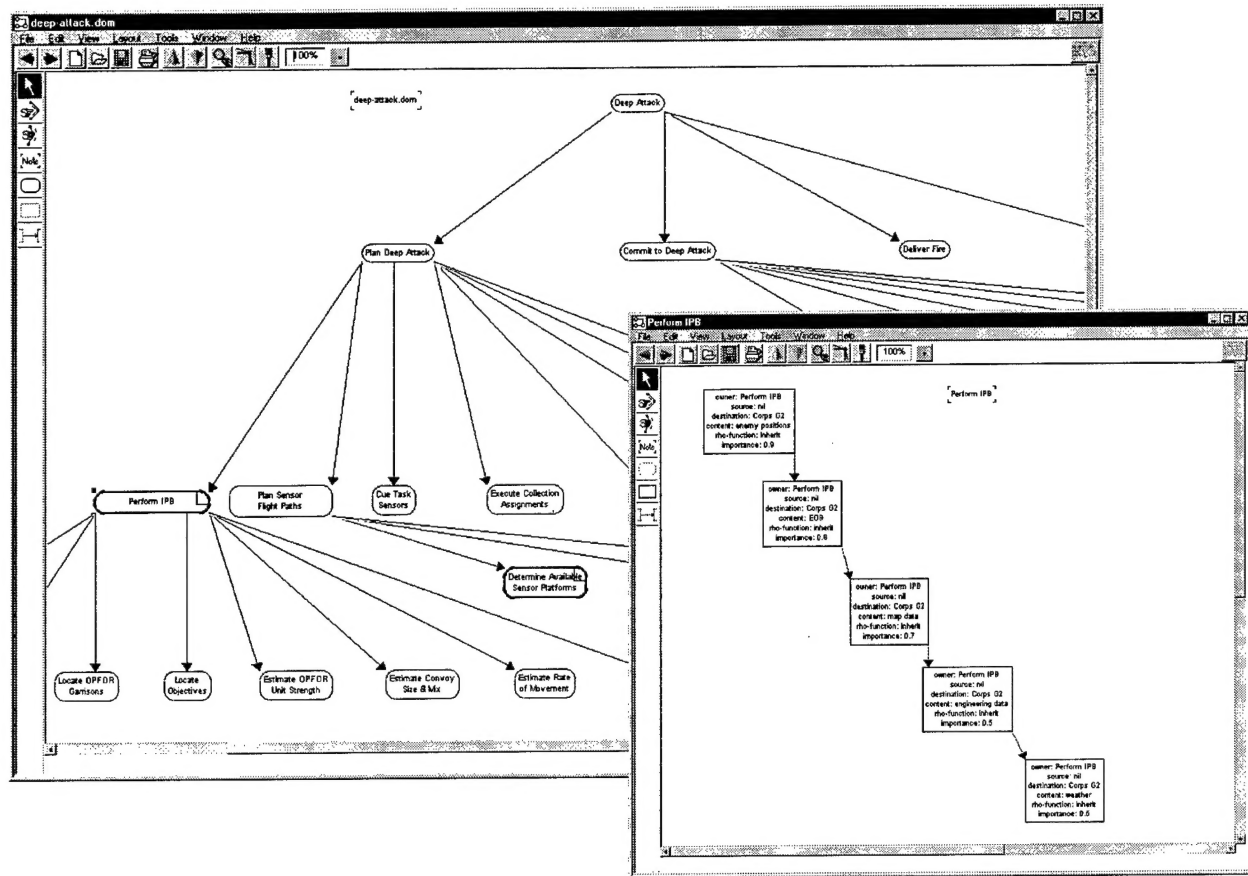 deep-attack.dom
File Edit View Layout Tools Window Help
100%
deep-attack.dom
Deep Attack
[Note]
Plan Deep Attack
Commit to Deep Attack
Deliver Fire
Perform IPB
Plan Sensor
Flight Paths
Cue Task
Sensors
Execute Collection
Assignments
Determine Available
Sensor Platforms
Locate OPFOR
Garrisons
Locate
Objectives
Estimate OPFOR
Unit Strength
Estimate Convoy
Size & Mix
Estimate Rate
of Movement
Perform IPB
File Edit View Layout Tools Window Help
100%
Perform IPB
[Note]
owner: Perform IPB
source: nil
destination: Corps G2
content: enemy positions
rho-function: inherit
importance: 0.9
owner: Perform IPB
source: nil
destination: Corps G2
content: EOB
rho-function: inherit
importance:
owner: Perform IPB
source: nil
destination: Corps G2
content: map data
rho-function: inherit
importance: 0.7
owner: Perform IPB
source: nil
destination: Corps G2
content: engineering data
rho-function: inherit
importance: 0.5
owner: Perform IPB
source: nil
destination: Corps G2
content: weather
rho-function: inherit
importance: 0.5